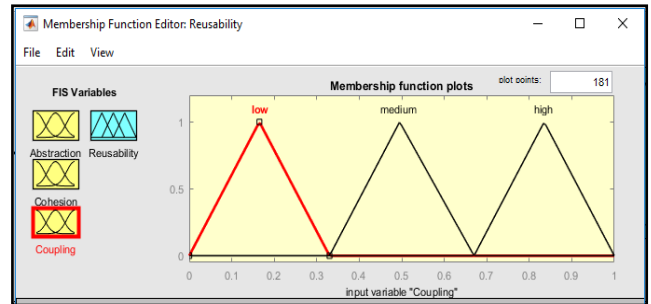 Membership Function Editor: Reusability
File Edit View
FIS Variables
Abstraction Reusability
Cohesion
Coupling
Membership function plots plot points: 181
low medium high
1
0.5
0
0 0.1 0.2 0.3 0.4 0.5 0.6 0.7 0.8 0.9 1
input variable "Coupling"